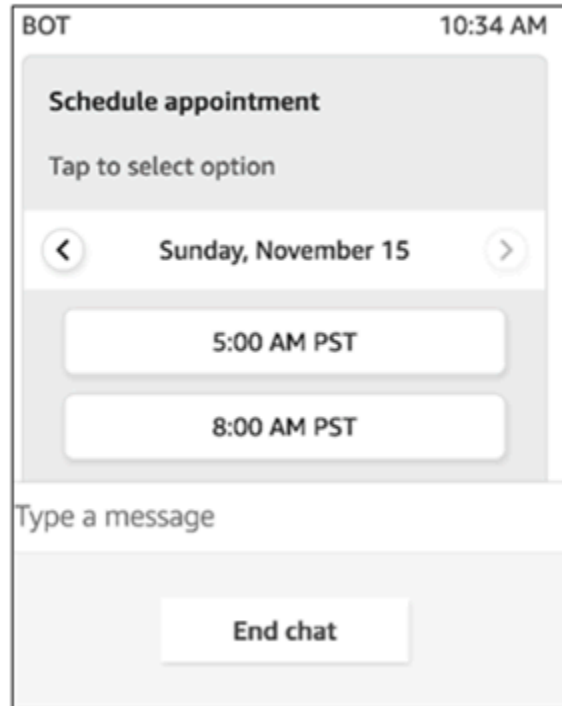 BOT 10:34 AM
Schedule appointment
Tap to select option
Sunday, November 15
5:00 AM PST
8:00 AM PST
Type a message
End chat